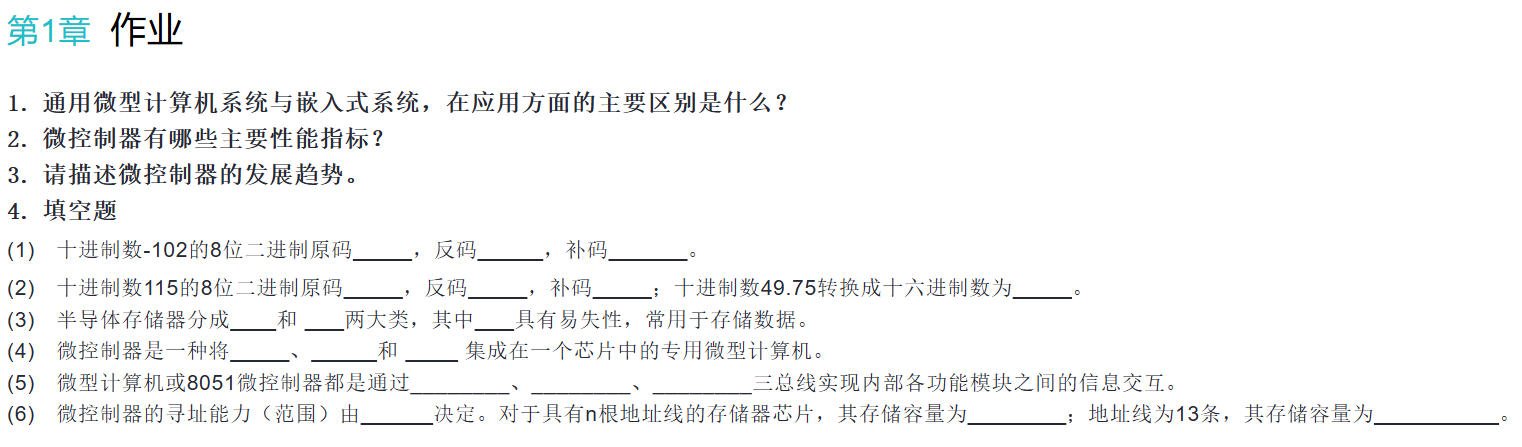 第1章 作业
1. 通用微型计算机系统与嵌入式系统，在应用方面的主要区别是什么？
2. 微控制器有哪些主要性能指标？
3. 请描述微控制器的发展趋势。
4. 填空题
(1) 十进制数-102的8位二进制原码_____，反码_____，补码______。
(2) 十进制数115的8位二进制原码_____，反码_____，补码_____；十进制数49.75转换成十六进制数为_____。
(3) 半导体存储器分成____和 ____两大类，其中____具有易失性，常用于存储数据。
(4) 微控制器是一种将_____、______和 _____ 集成在一个芯片中的专用微型计算机。
(5) 微型计算机或8051微控制器都是通过_________、_________、_________三总线实现内部各功能模块之间的信息交互。
(6) 微控制器的寻址能力（范围）由______决定。对于具有n根地址线的存储器芯片，其存储容量为_________；地址线为13条，其存储容量为___________。